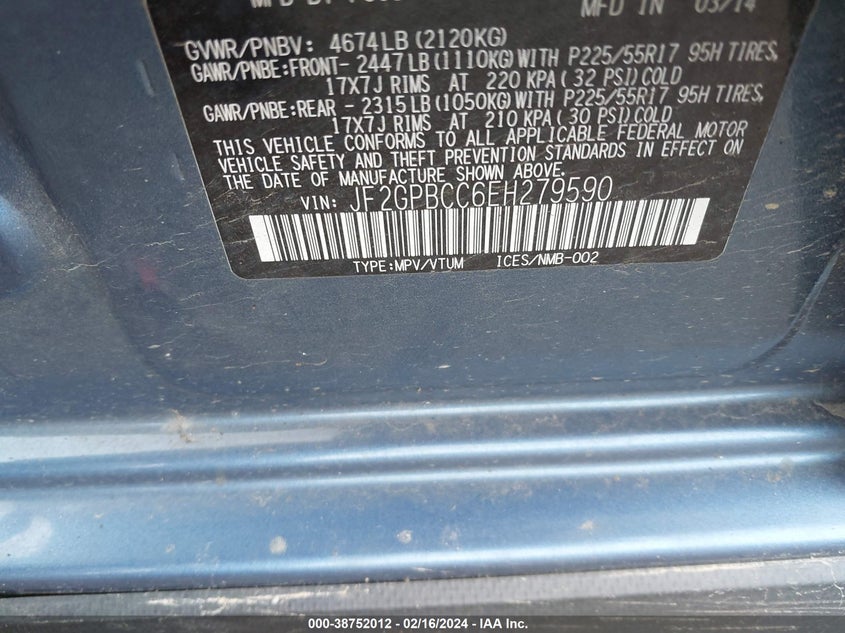 MFD IN 03/14
GVWR/PNBV: 4674LB (2120KG)
GAWR/PNBE:FRONT- 2447LB(1110KG)WITH P225/55R17 95H TIRES,
17X7J RIMS AT 220 KPA( 32 PSI)COLD
GAWR/PNBE:REAR - 2315LB(1050KG)WITH P225/55R17 95H TIRES,
17X7J RIMS AT 210 KPA( 30 PSI)COLD
THIS VEHICLE CONFORMS TO ALL APPLICABLE FEDERAL MOTOR
VEHICLE SAFETY AND THEFT PREVENTION STANDARDS IN EFFECT ON
THE DATE OF MANUFACTURE SHOWN ABOVE.
VIN: JF2GPBCC6EH279590
TYPE:MPV/VTUM ICES/NMB-002
000-38752012 - 02/16/2024 - IAA Inc.